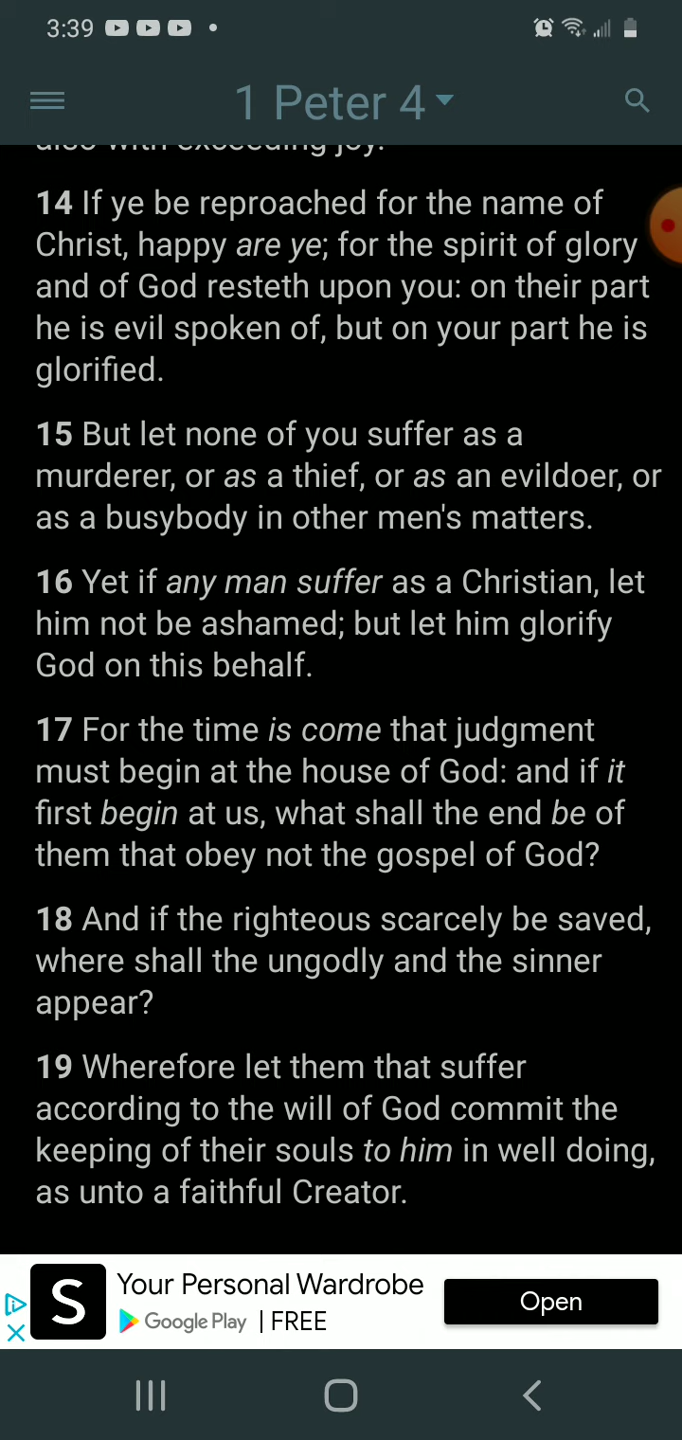 3:39
1 Peter 4
also with exceeding joy.
14 If ye be reproached for the name of
Christ, happy are ye; for the spirit of glory
and of God resteth upon you: on their part
he is evil spoken of, but on your part he is
glorified.
15 But let none of you suffer as a
murderer, or as a thief, or as an evildoer, or
as a busybody in other men's matters.
16 Yet if any man suffer as a Christian, let
him not be ashamed; but let him glorify
God on this behalf.
17 For the time is come that judgment
must begin at the house of God: and if it
first begin at us, what shall the end be of
them that obey not the gospel of God?
18 And if the righteous scarcely be saved,
where shall the ungodly and the sinner
appear?
19 Wherefore let them that suffer
according to the will of God commit the
keeping of their souls to him in well doing,
as unto a faithful Creator.
S
Your Personal Wardrobe
Google Play | FREE
Open